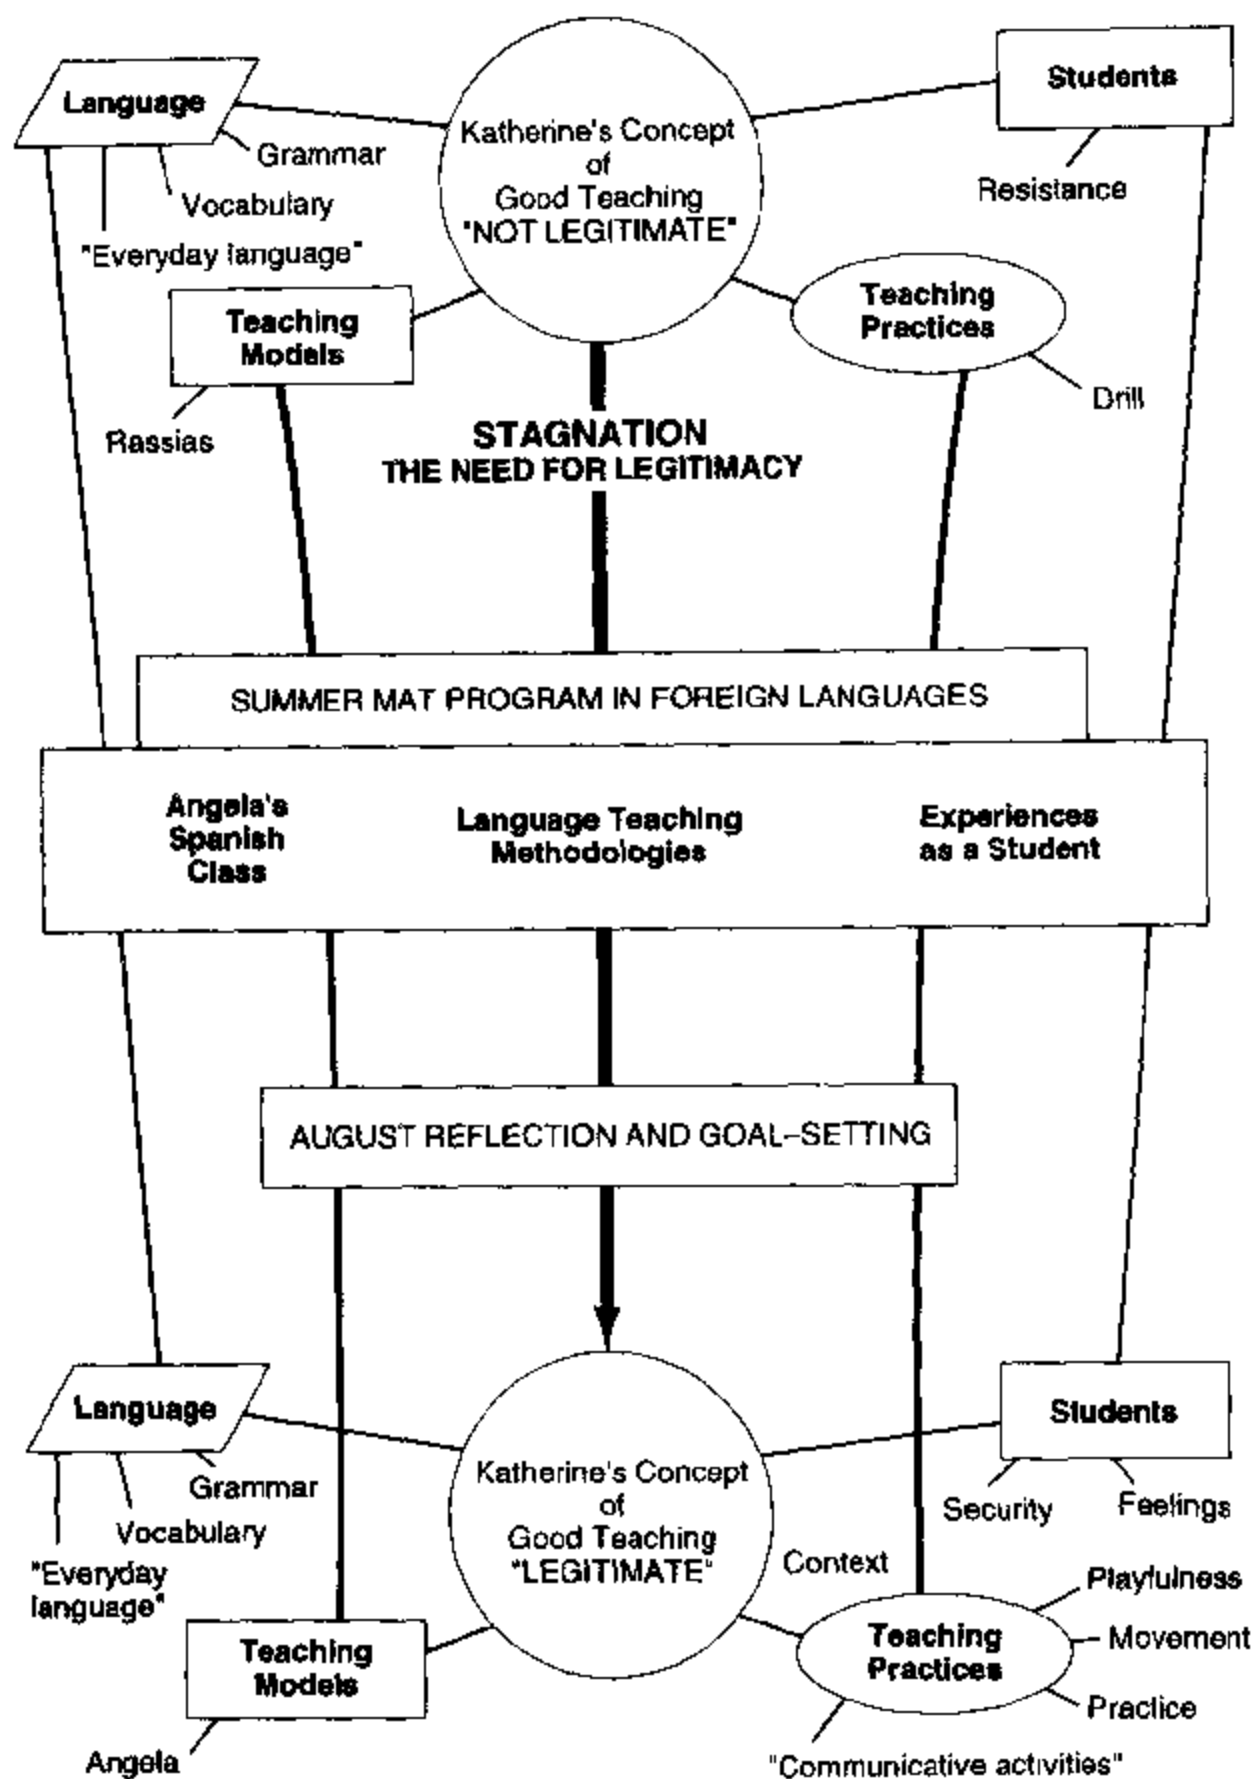 Language
Grammar
Vocabulary
"Everyday language"
Katherine's Concept
of
Good Teaching
"NOT LEGITIMATE"
Students
Resistance
Teaching
Models
Rassias
Teaching
Practices
Drill
STAGNATION
THE NEED FOR LEGITIMACY
SUMMER MAT PROGRAM IN FOREIGN LANGUAGES
Angela's
Spanish
Class
Language Teaching
Methodologies
Experiences
as a Student
AUGUST REFLECTION AND GOAL-SETTING
Language
Grammar
Vocabulary
"Everyday
language"
Katherine's Concept
of
Good Teaching
"LEGITIMATE"
Students
Security
Feelings
Teaching
Models
Angela
Context
Teaching
Practices
Playfulness
Movement
Practice
"Communicative activities"